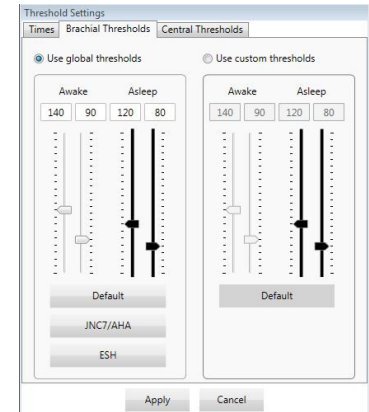 Threshold Settings
Times Brachial Thresholds Central Thresholds
Use global thresholds Use custom thresholds
Awake Asleep Awake Asleep
140 90 120 80 140 90 120 80
Default Default
JNC7/AHA
ESH
Apply Cancel